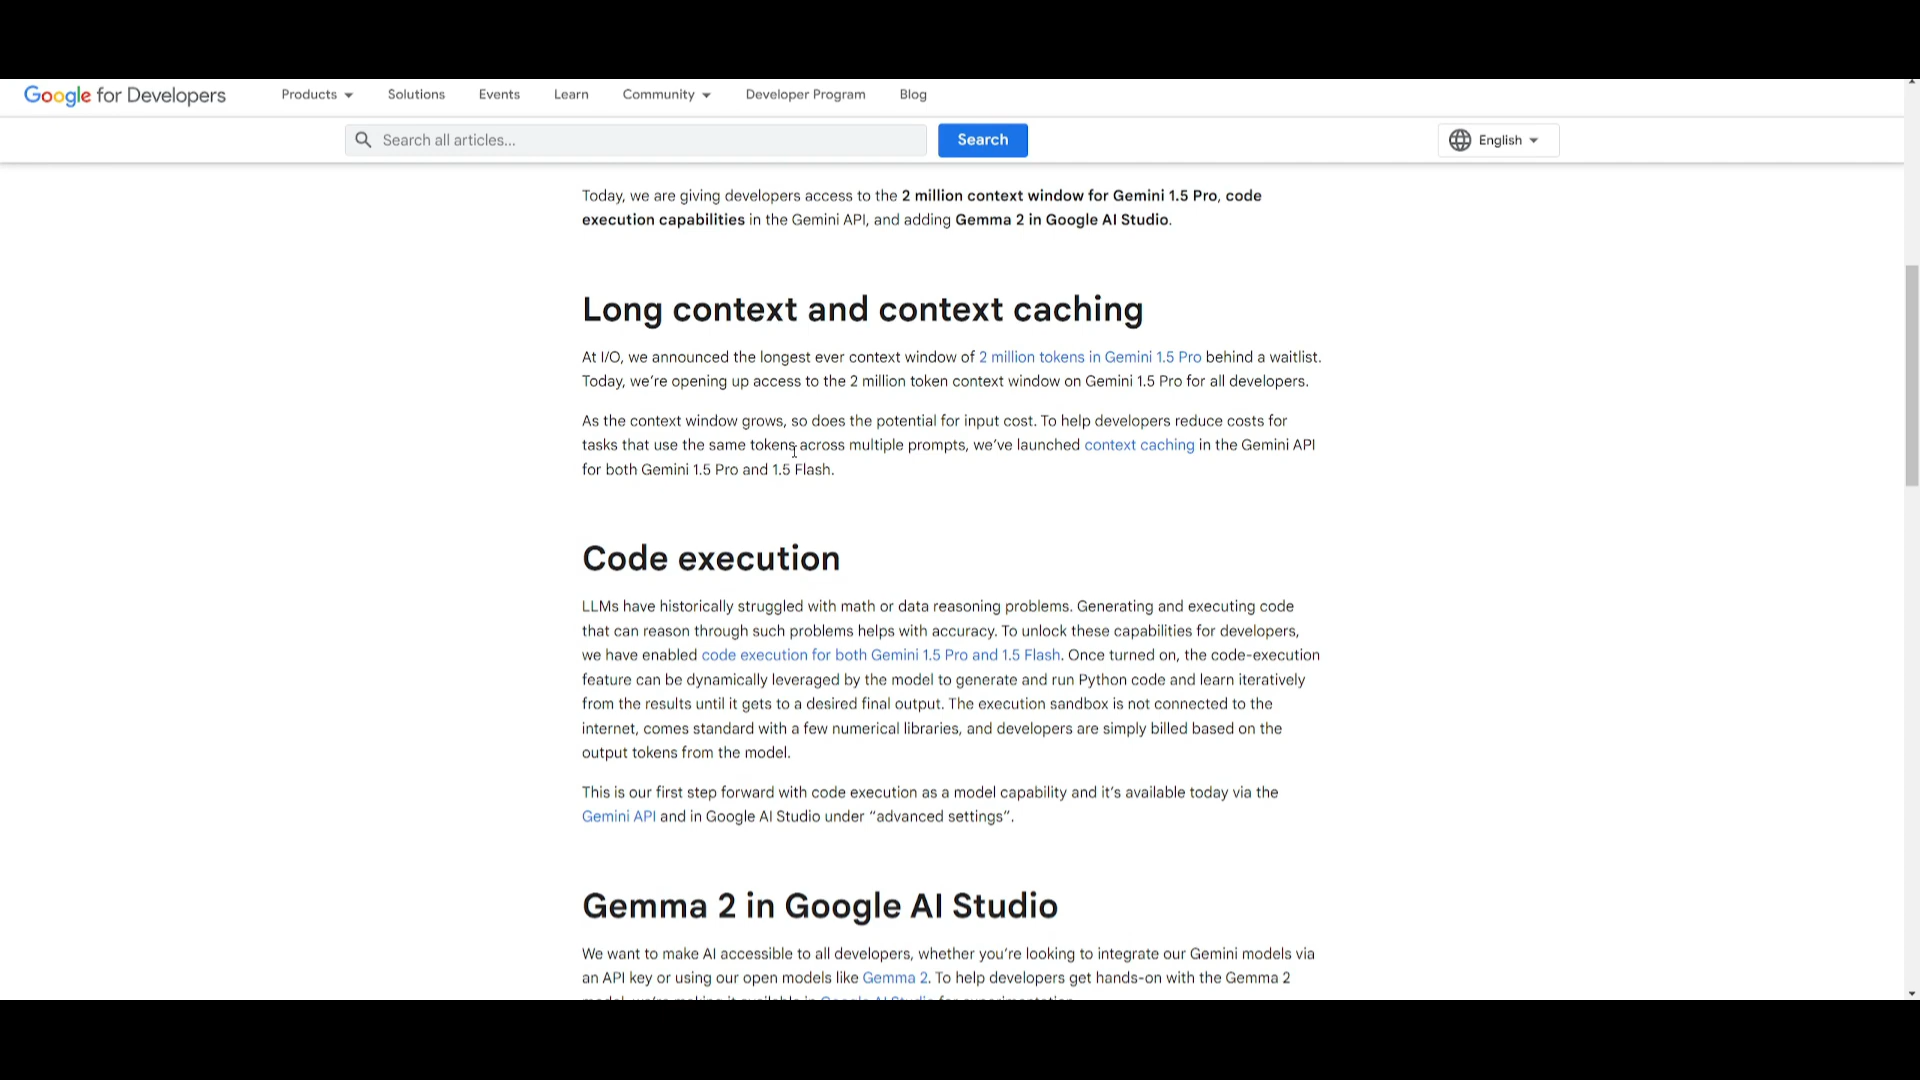 Google for Developers
Products
Solutions
Events
Learn
Community
Developer Program
Blog
Search all articles...
Search
English
Today, we are giving developers access to the 2 million context window for Gemini 1.5 Pro, code
execution capabilities in the Gemini API, and adding Gemma 2 in Google AI Studio.
Long context and context caching
At I/O, we announced the longest ever context window of 2 million tokens in Gemini 1.5 Pro behind a waitlist.
Today, we’re opening up access to the 2 million token context window on Gemini 1.5 Pro for all developers.
As the context window grows, so does the potential for input cost. To help developers reduce costs for
tasks that use the same tokens across multiple prompts, we’ve launched context caching in the Gemini API
for both Gemini 1.5 Pro and 1.5 Flash.
Code execution
LLMs have historically struggled with math or data reasoning problems. Generating and executing code
that can reason through such problems helps with accuracy. To unlock these capabilities for developers,
we have enabled code execution for both Gemini 1.5 Pro and 1.5 Flash. Once turned on, the code-execution
feature can be dynamically leveraged by the model to generate and run Python code and learn iteratively
from the results until it gets to a desired final output. The execution sandbox is not connected to the
internet, comes standard with a few numerical libraries, and developers are simply billed based on the
output tokens from the model.
This is our first step forward with code execution as a model capability and it’s available today via the
Gemini API and in Google AI Studio under “advanced settings”.
Gemma 2 in Google AI Studio
We want to make AI accessible to all developers, whether you’re looking to integrate our Gemini models via
an API key or using our open models like Gemma 2. To help developers get hands-on with the Gemma 2
model, we’re making it available in Google AI Studio for experimentation.